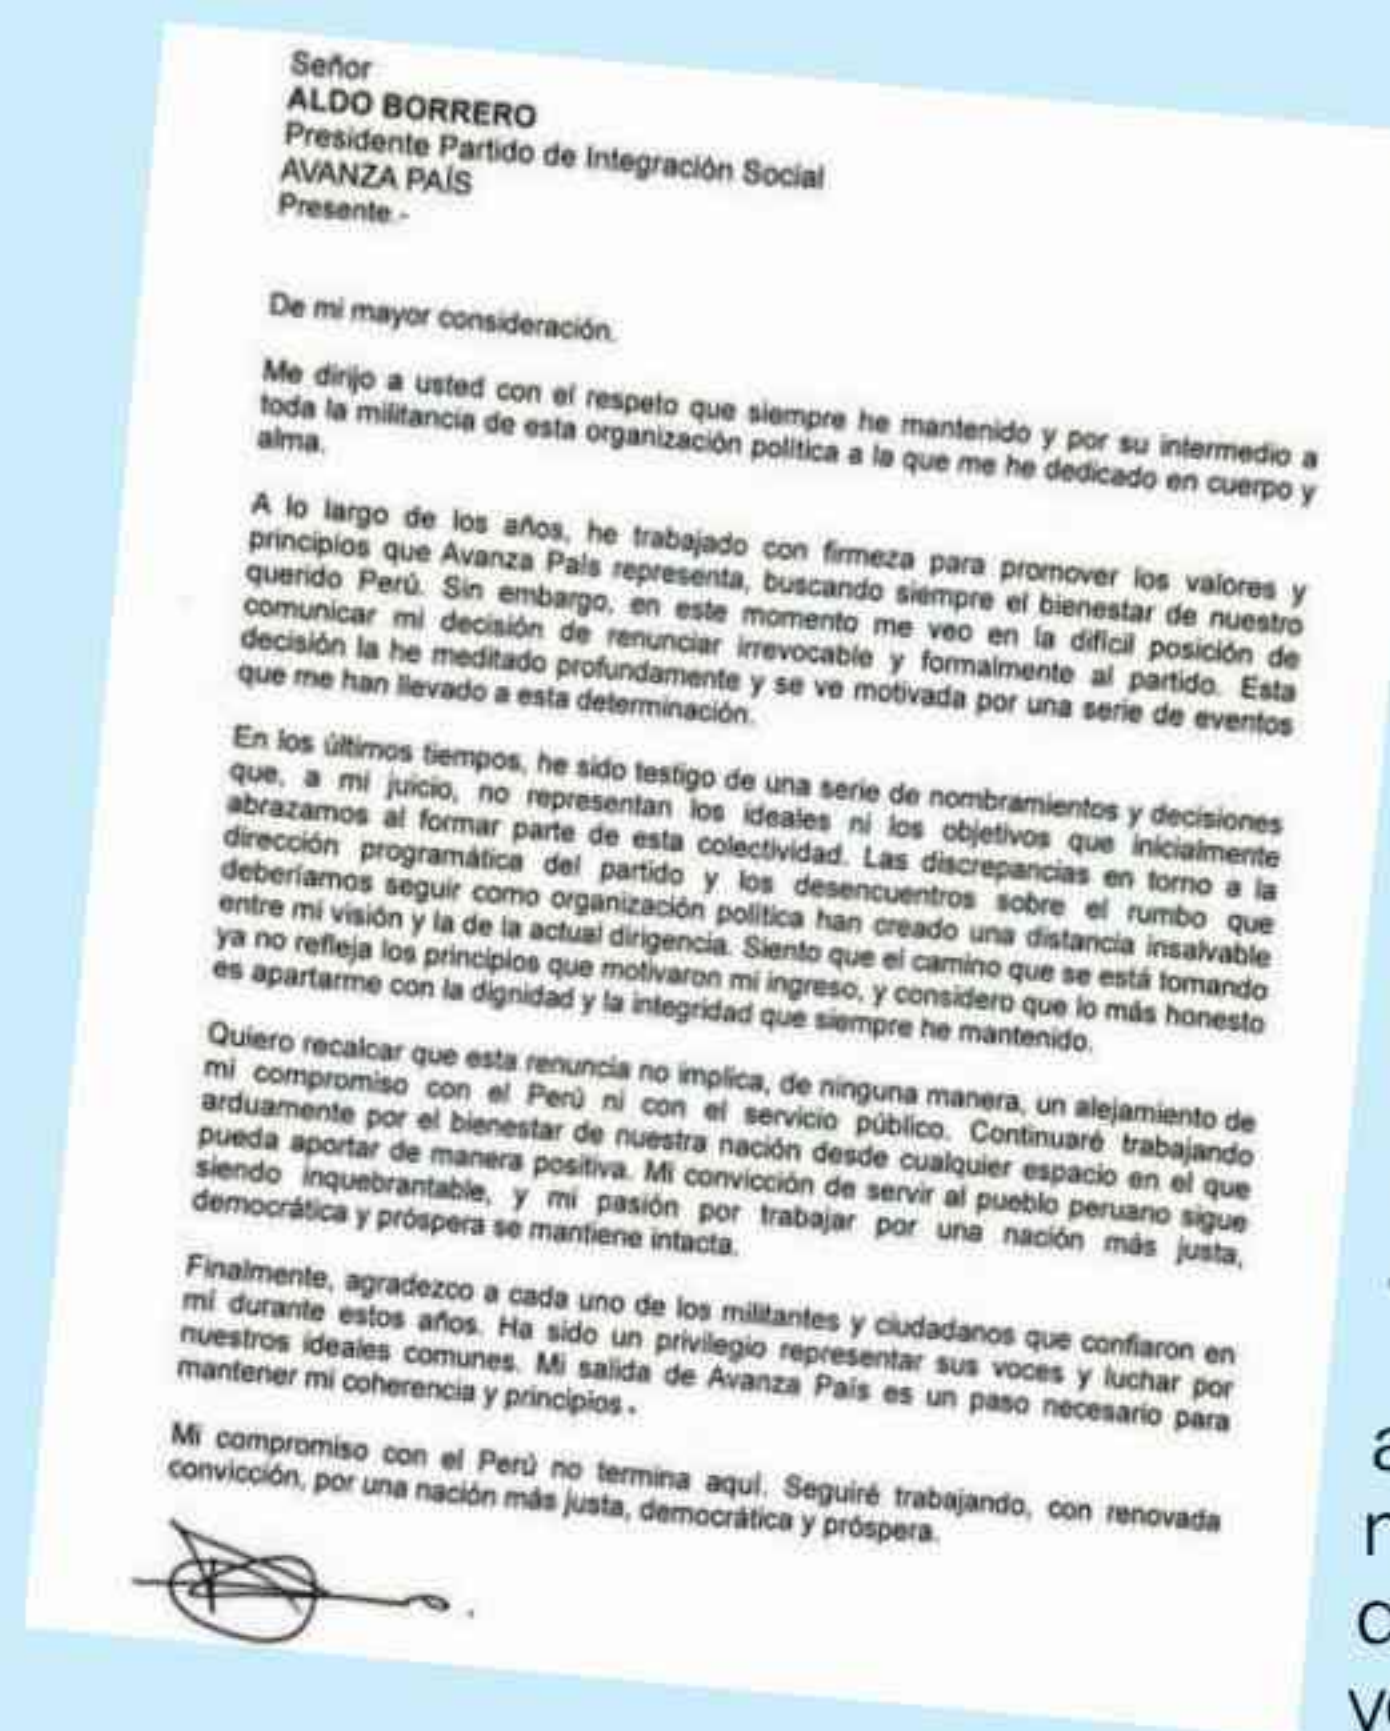 Señor
ALDO BORRERO
Presidente Partido de Integración Social
AVANZA PAÍS
Presente.-
De mi mayor consideración.
Me dirijo a usted con el respeto que siempre he mantenido y por su intermedio a
toda la militancia de esta organización política a la que me he dedicado en cuerpo y
alma.
A lo largo de los años, he trabajado con firmeza para promover los valores y
principios que Avanza País representa, buscando siempre el bienestar de nuestro
querido Perú. Sin embargo, en este momento me veo en la difícil posición de
comunicar mi decisión de renunciar irrevocable y formalmente al partido. Esta
decisión la he meditado profundamente y se ve motivada por una serie de eventos
que me han llevado a esta determinación.
En los últimos tiempos, he sido testigo de una serie de nombramientos y decisiones
que, a mi juicio, no representan los ideales ni los objetivos que inicialmente
abrazamos al formar parte de esta colectividad. Las discrepancias en torno a la
dirección programática del partido y los desencuentros sobre el rumbo que
deberíamos seguir como organización política han creado una distancia insalvable
entre mi visión y la de la actual dirigencia. Siento que el camino que se está tomando
ya no refleja los principios que motivaron mi ingreso, y considero que lo más honesto
es apartarme con la dignidad y la integridad que siempre he mantenido.
Quiero recalcar que esta renuncia no implica, de ninguna manera, un alejamiento de
mi compromiso con el Perú ni con el servicio público. Continuaré trabajando
arduamente por el bienestar de nuestra nación desde cualquier espacio en el que
pueda aportar de manera positiva. Mi convicción de servir al pueblo peruano sigue
siendo inquebrantable, y mi pasión por trabajar por una nación más justa,
democrática y próspera se mantiene intacta.
Finalmente, agradezco a cada uno de los militantes y ciudadanos que confiaron en
mí durante estos años. Ha sido un privilegio representar sus voces y luchar por
nuestros ideales comunes. Mi salida de Avanza País es un paso necesario para
mantener mi coherencia y principios.
Mi compromiso con el Perú no termina aquí. Seguiré trabajando, con renovada
convicción, por una nación más justa, democrática y próspera.